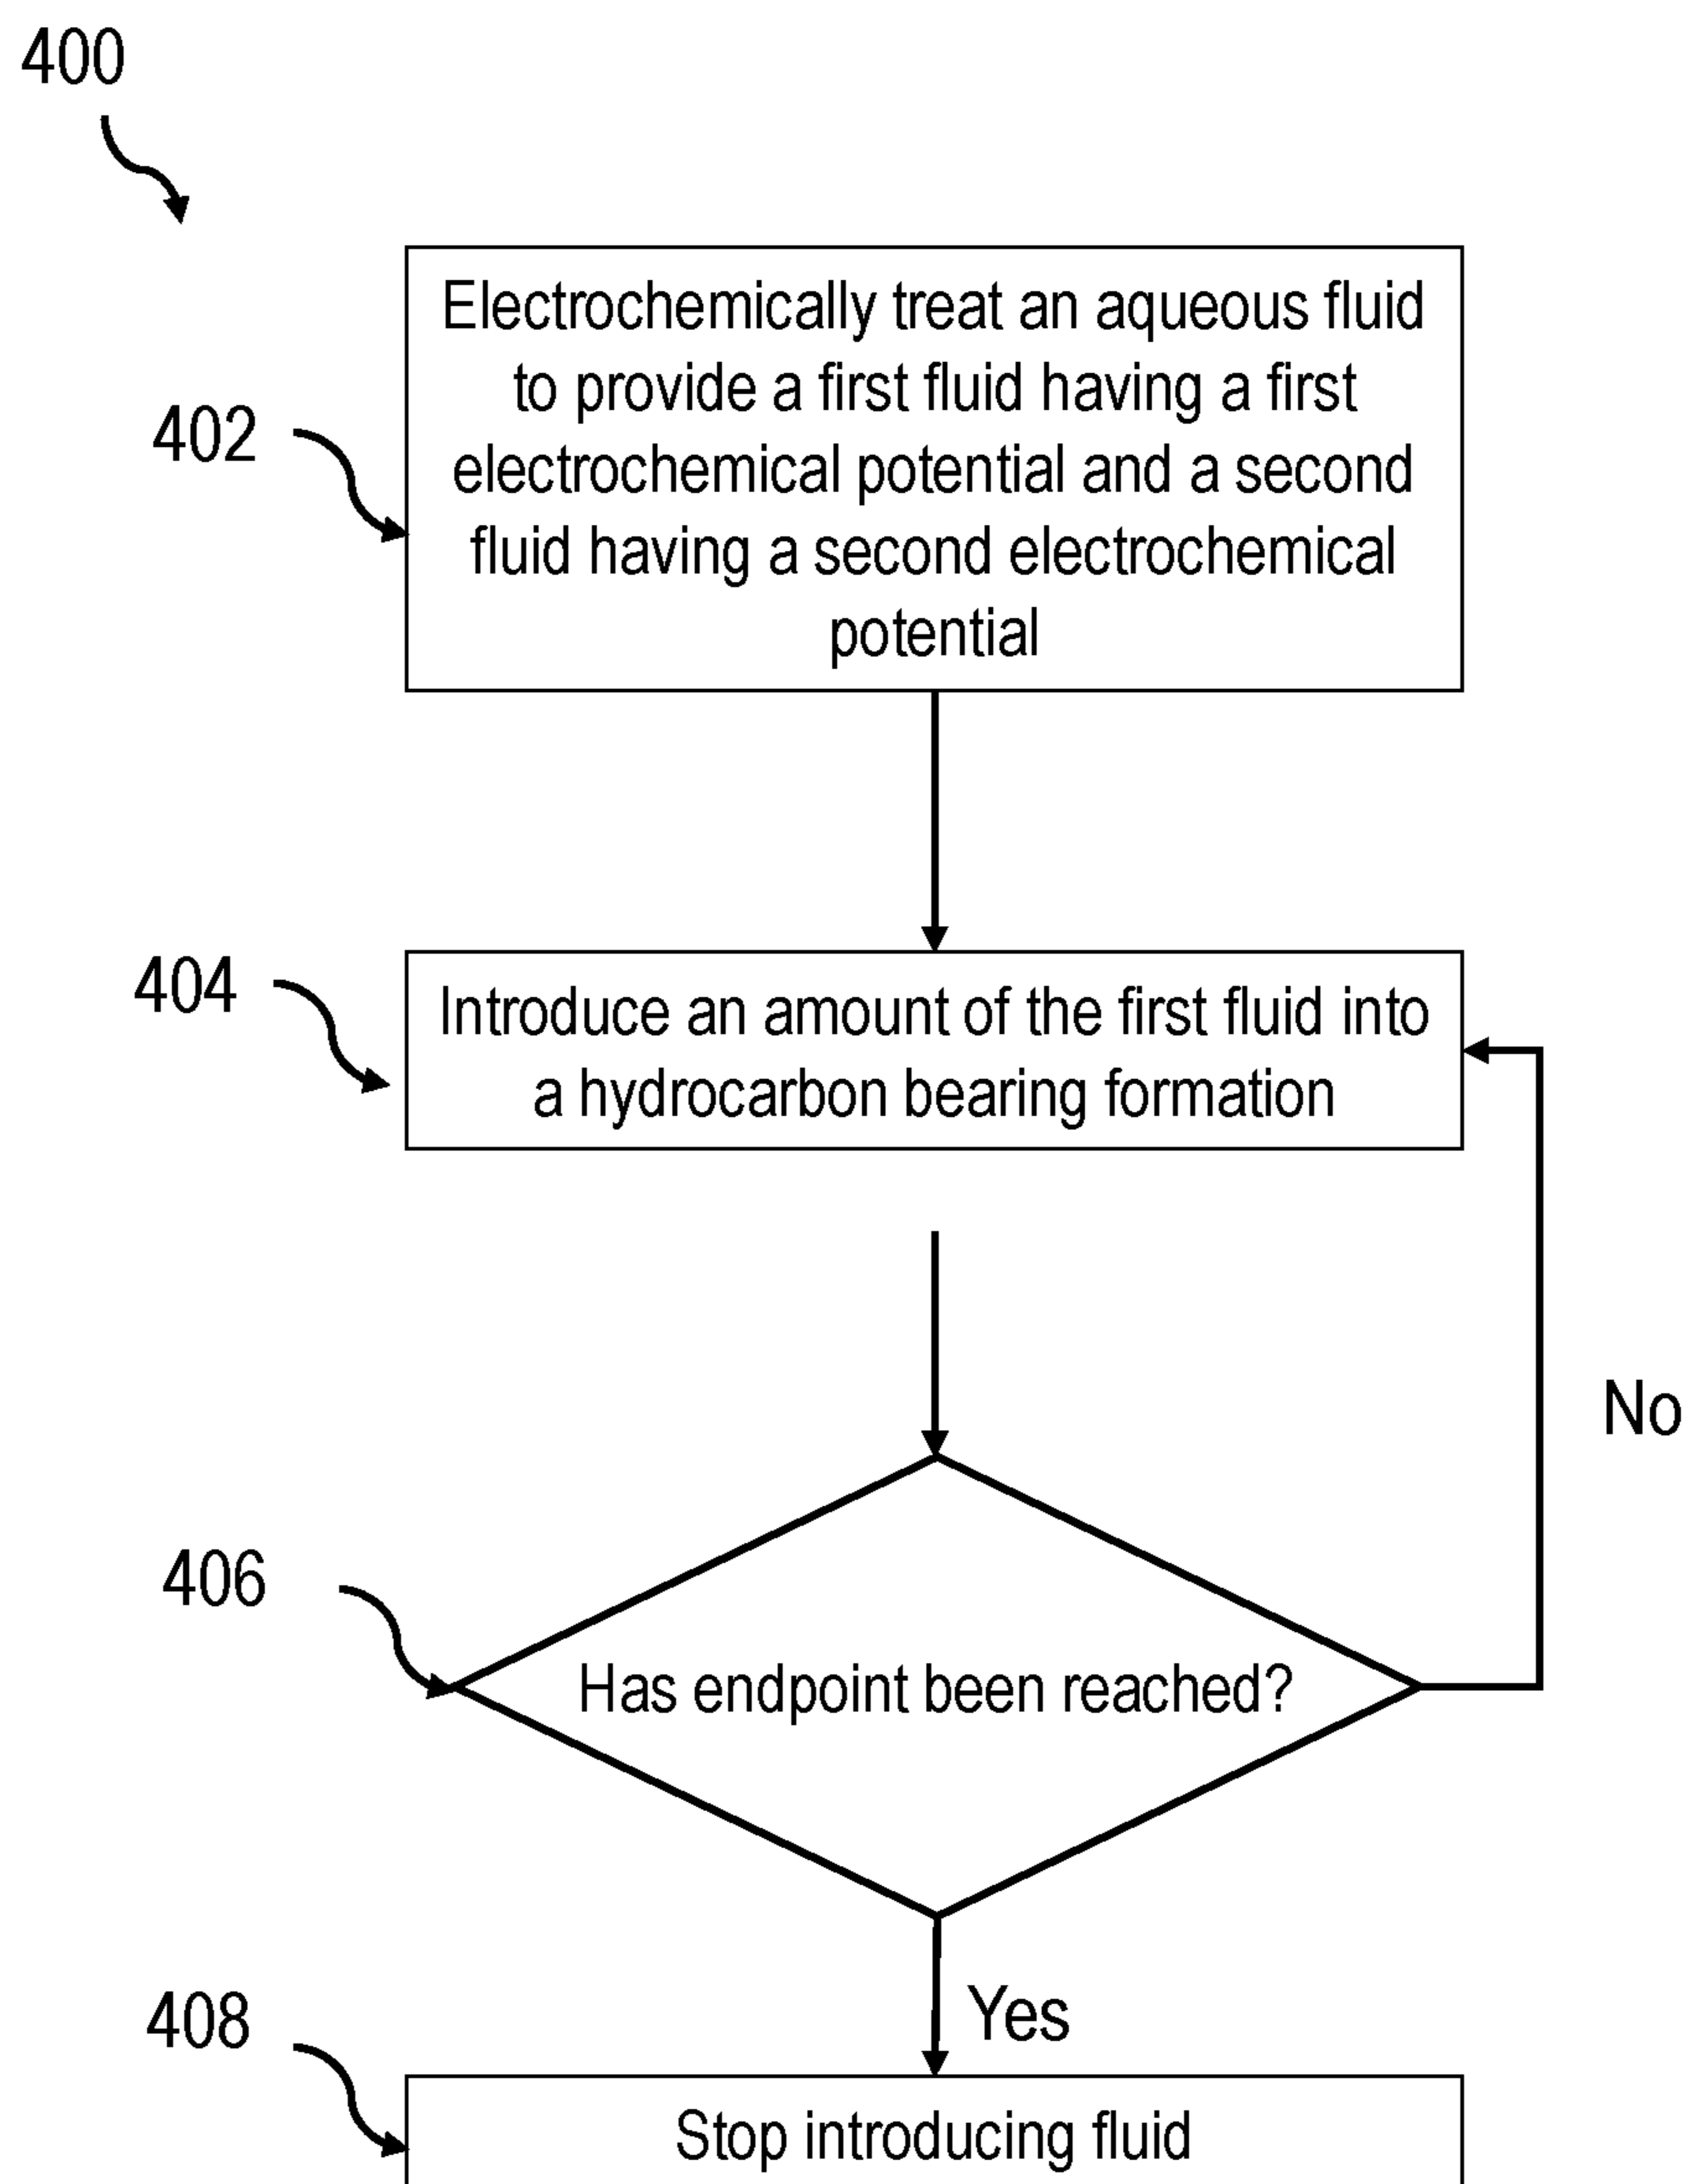 400
402
Electrochemically treat an aqueous fluid
to provide a first fluid having a first
electrochemical potential and a second
fluid having a second electrochemical
potential
404
Introduce an amount of the first fluid into
a hydrocarbon bearing formation
No
406
Has endpoint been reached?
Yes
408
Stop introducing fluid